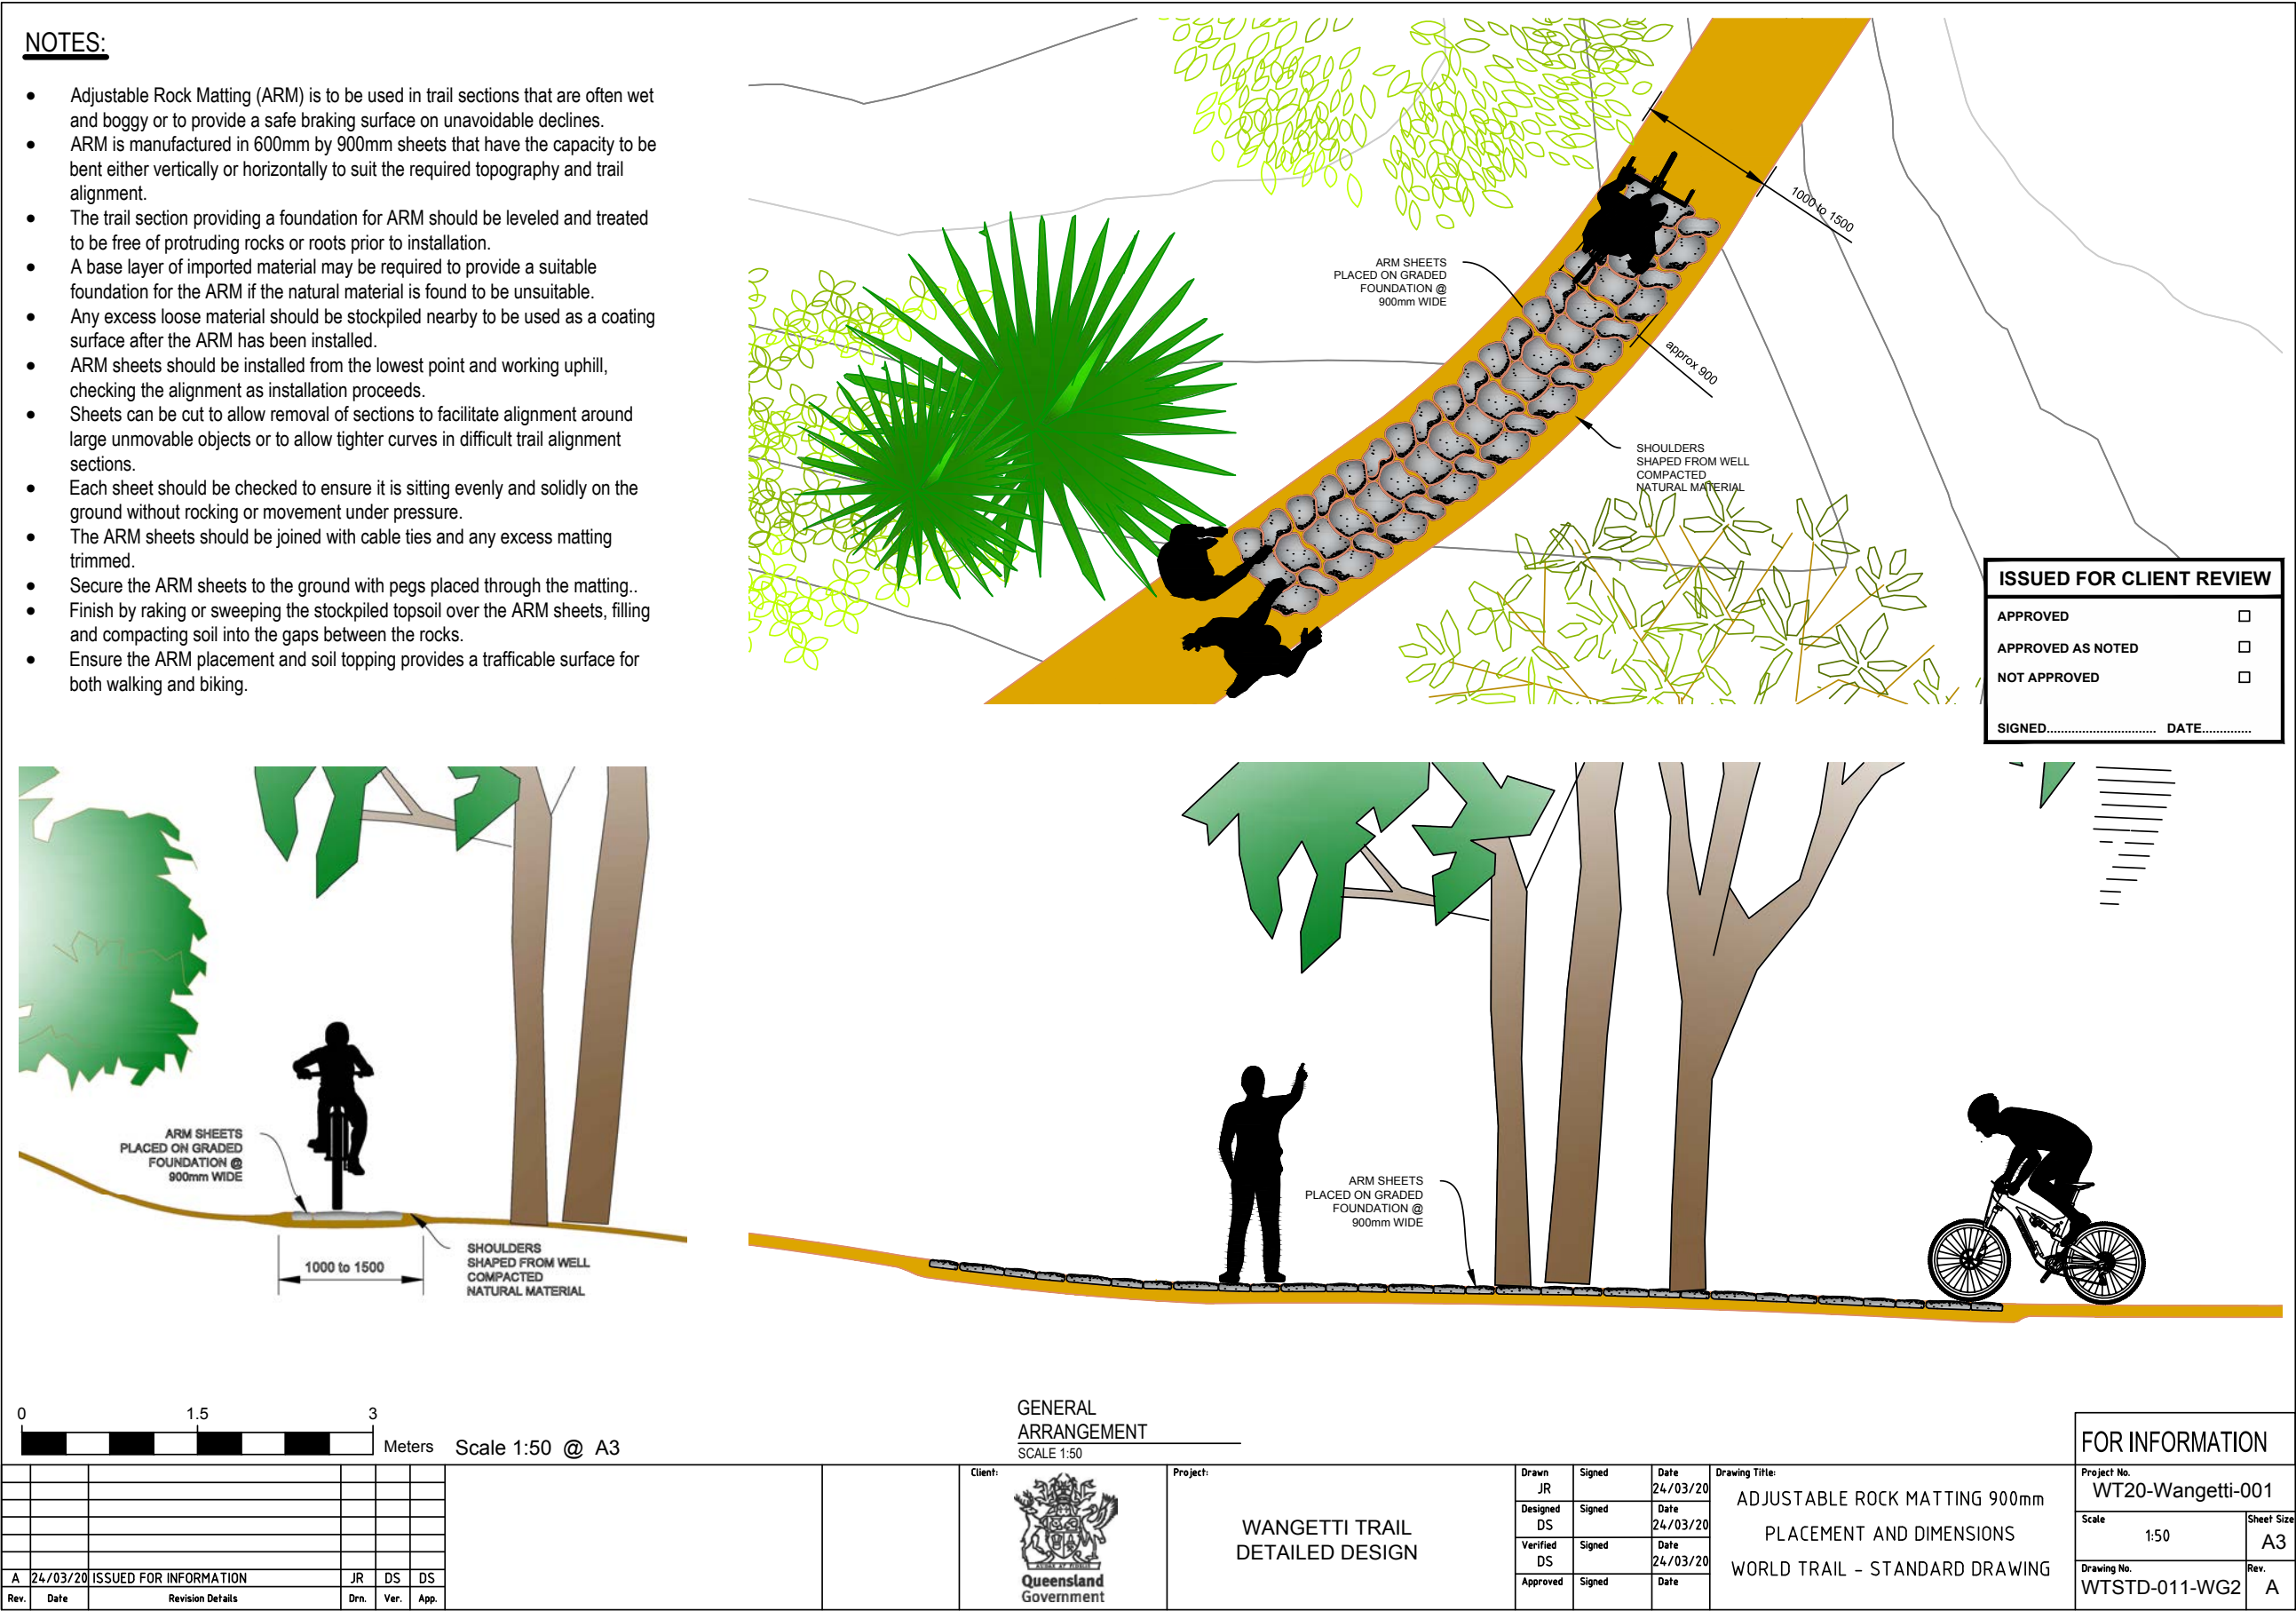 NOTES:
• Adjustable Rock Matting (ARM) is to be used in trail sections that are often wet
and boggy or to provide a safe braking surface on unavoidable declines.
• ARM is manufactured in 600mm by 900mm sheets that have the capacity to be
bent either vertically or horizontally to suit the required topography and trail
alignment.
• The trail section providing a foundation for ARM should be leveled and treated
to be free of protruding rocks or roots prior to installation.
• A base layer of imported material may be required to provide a suitable
foundation for the ARM if the natural material is found to be unsuitable.
• Any excess loose material should be stockpiled nearby to be used as a coating
surface after the ARM has been installed.
• ARM sheets should be installed from the lowest point and working uphill,
checking the alignment as installation proceeds.
• Sheets can be cut to allow removal of sections to facilitate alignment around
large unmovable objects or to allow tighter curves in difficult trail alignment
sections.
• Each sheet should be checked to ensure it is sitting evenly and solidly on the
ground without rocking or movement under pressure.
• The ARM sheets should be joined with cable ties and any excess matting
trimmed.
• Secure the ARM sheets to the ground with pegs placed through the matting..
• Finish by raking or sweeping the stockpiled topsoil over the ARM sheets, filling
and compacting soil into the gaps between the rocks.
• Ensure the ARM placement and soil topping provides a trafficable surface for
both walking and biking.
1000 to 1500
ARM SHEETS
PLACED ON GRADED
FOUNDATION @
900mm WIDE
approx 900
SHOULDERS
SHAPED FROM WELL
COMPACTED
NATURAL MATERIAL
ISSUED FOR CLIENT REVIEW
APPROVED
APPROVED AS NOTED
NOT APPROVED
SIGNED............................... DATE..............
ARM SHEETS
PLACED ON GRADED
FOUNDATION @
900mm WIDE
1000 to 1500
SHOULDERS
SHAPED FROM WELL
COMPACTED
NATURAL MATERIAL
ARM SHEETS
PLACED ON GRADED
FOUNDATION @
900mm WIDE
0 1.5 3
Meters Scale 1:50 @ A3
GENERAL
ARRANGEMENT
SCALE 1:50
FOR INFORMATION
A 24/03/20 ISSUED FOR INFORMATION JR DS DS
Rev. Date Revision Details Drn. Ver. App.
Client:
Queensland
Government
Project:
WANGETTI TRAIL
DETAILED DESIGN
Drawn Signed Date
JR 24/03/20
Designed Signed Date
DS 24/03/20
Verified Signed Date
DS 24/03/20
Approved Signed Date
Drawing Title:
ADJUSTABLE ROCK MATTING 900mm
PLACEMENT AND DIMENSIONS
WORLD TRAIL - STANDARD DRAWING
Project No.
WT20-Wangetti-001
Scale Sheet Size
1:50 A3
Drawing No. Rev.
WTSTD-011-WG2 A